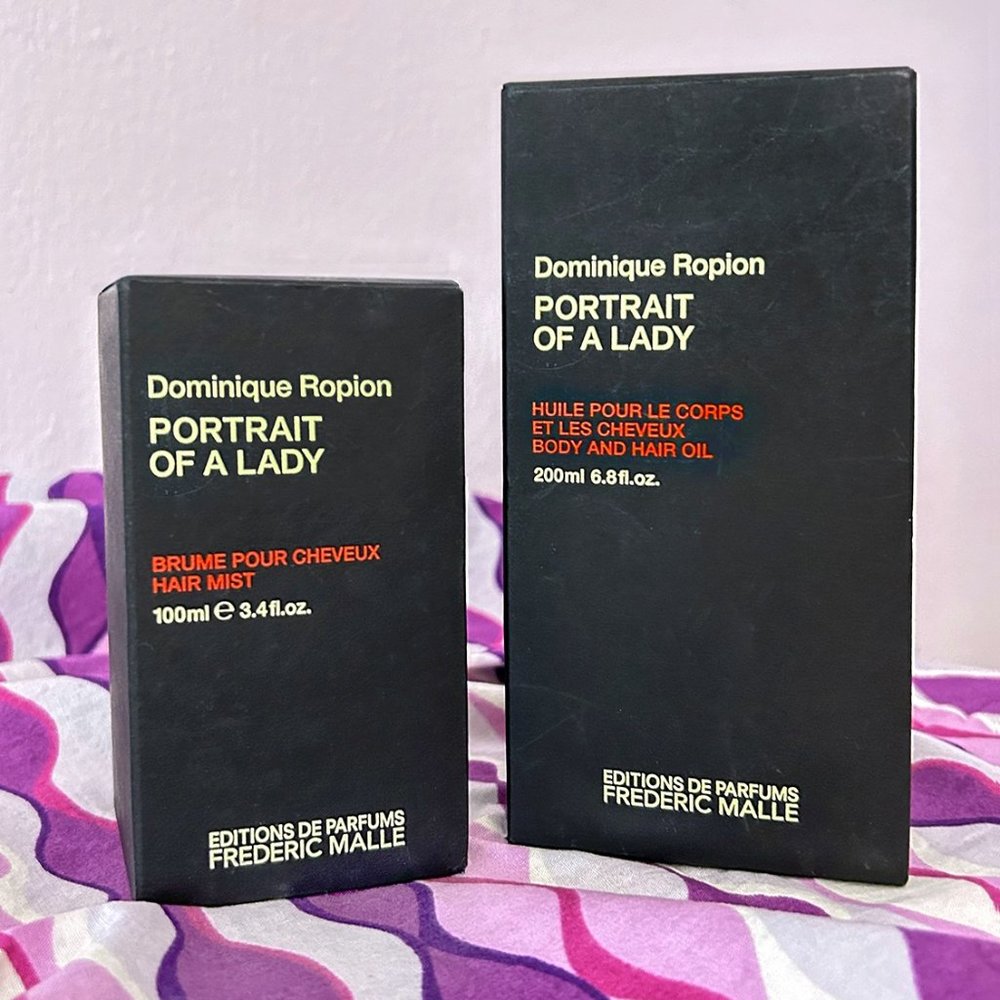 Dominique Ropion
PORTRAIT
OF A LADY
BRUME POUR CHEVEUX
HAIR MIST
100ml ℮ 3.4fl.oz.
EDITIONS DE PARFUMS
FREDERIC MALLE
Dominique Ropion
PORTRAIT
OF A LADY
HUILE POUR LE CORPS
ET LES CHEVEUX
BODY AND HAIR OIL
200ml 6.8fl.oz.
EDITIONS DE PARFUMS
FREDERIC MALLE